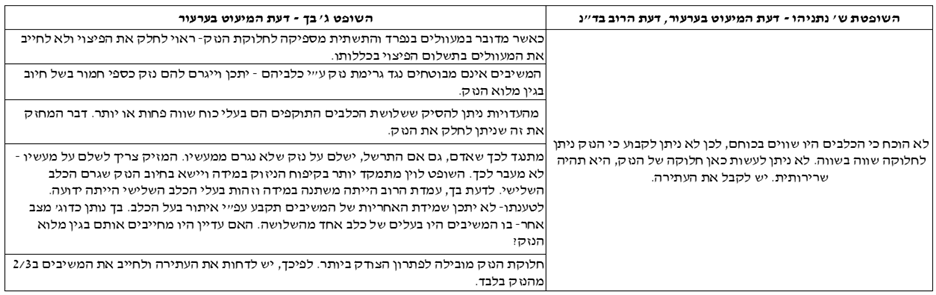 השופטת ש' נתניהו - דעת המיעוט בערעור, דעת הרוב בד"נ
לא הוכח כי הכלבים היו שווים בכוחם, לכן לא ניתן לקבוע כי הנזק ניתן
לחלוקה שווה בשווה. לא ניתן לעשות כאן חלוקה של הנזק, היא תהיה
שרירותית. יש לקבל את העתירה.
השופט ג' בך - דעת המיעוט בערעור
כאשר מדובר במעוולים בנפרד והתשתית מספיקה לחלוקת הנזק- ראוי לחלק את הפיצוי ולא לחייב
את המעוולים בתשלום הפיצוי בכללותו.
המשיבים אינם מבוטחים נגד גרימת נזק ע"י כלביהם - יתכן וייגרם להם נזק כספי חמור בשל חיוב
בגין מלוא הנזק.
מהעדויות ניתן להסיק ששלושת הכלבים התוקפים הם בעלי כוח שווה פחות או יותר. דבר המחזק
את זה שניתן לחלק את הנזק.
מתנגד לכך שאדם, גם אם התרשל, ישלם על נזק שלא נגרם ממעשיו. המזיק צריך לשלם על מעשיו -
לא מעבר לכך. השופט לוין מתמקד יותר בקיפוח הניזוק במידה ויישא בחיוב הנזק שגרם הכלב
השלישי. לדעת בך, עמדת הרוב הייתה משתנה במידה וזהות בעלי הכלב השלישי הייתה ידועה.
לטענתו- לא יתכן שמידת האחריות של המשיבים תקבע עפ"י איתור בעל הכלב. בך נותן כדוג' מצב
אחר- בו המשיבים היו בעלים של כלב אחד מהשלושה. האם עדיין היו מחייבים אותם בגין מלוא
הנזק?
חלוקת הנזק מובילה לפתרון הצודק ביותר. לפיכך, יש לדחות את העתירה ולחייב את המשיבים ב2/3
מהנזק בלבד.